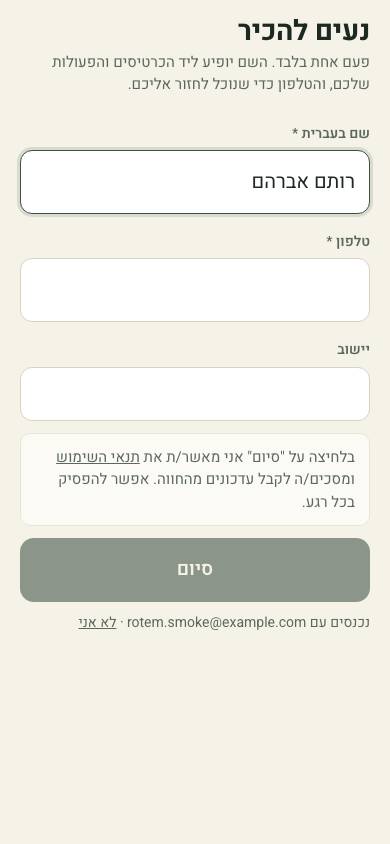 נעים להכיר
פעם אחת בלבד. השם יופיע ליד הכרטיסים והפעולות
שלכם, והטלפון כדי שנוכל לחזור אליכם.
שם בעברית *
רותם אברהם
טלפון *
יישוב
בלחיצה על "סיום" אני מאשר/ת את תנאי השימוש
ומסכים/ה לקבל עדכונים מהחווה. אפשר להפסיק
בכל רגע.
סיום
נכנסים עם rotem.smoke@example.com · לא אני